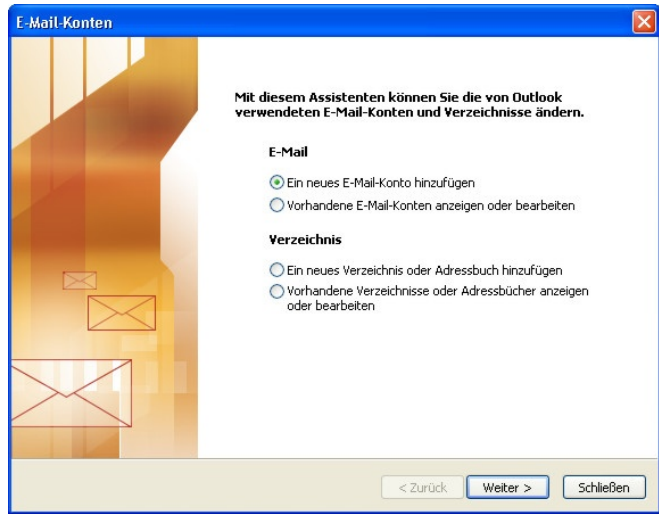 E-Mail-Konten
Mit diesem Assistenten können Sie die von Outlook
verwendeten E-Mail-Konten und Verzeichnisse ändern.
E-Mail
Ein neues E-Mail-Konto hinzufügen
Vorhandene E-Mail-Konten anzeigen oder bearbeiten
Verzeichnis
Ein neues Verzeichnis oder Adressbuch hinzufügen
Vorhandene Verzeichnisse oder Adressbücher anzeigen
oder bearbeiten
< Zurück Weiter > Schließen